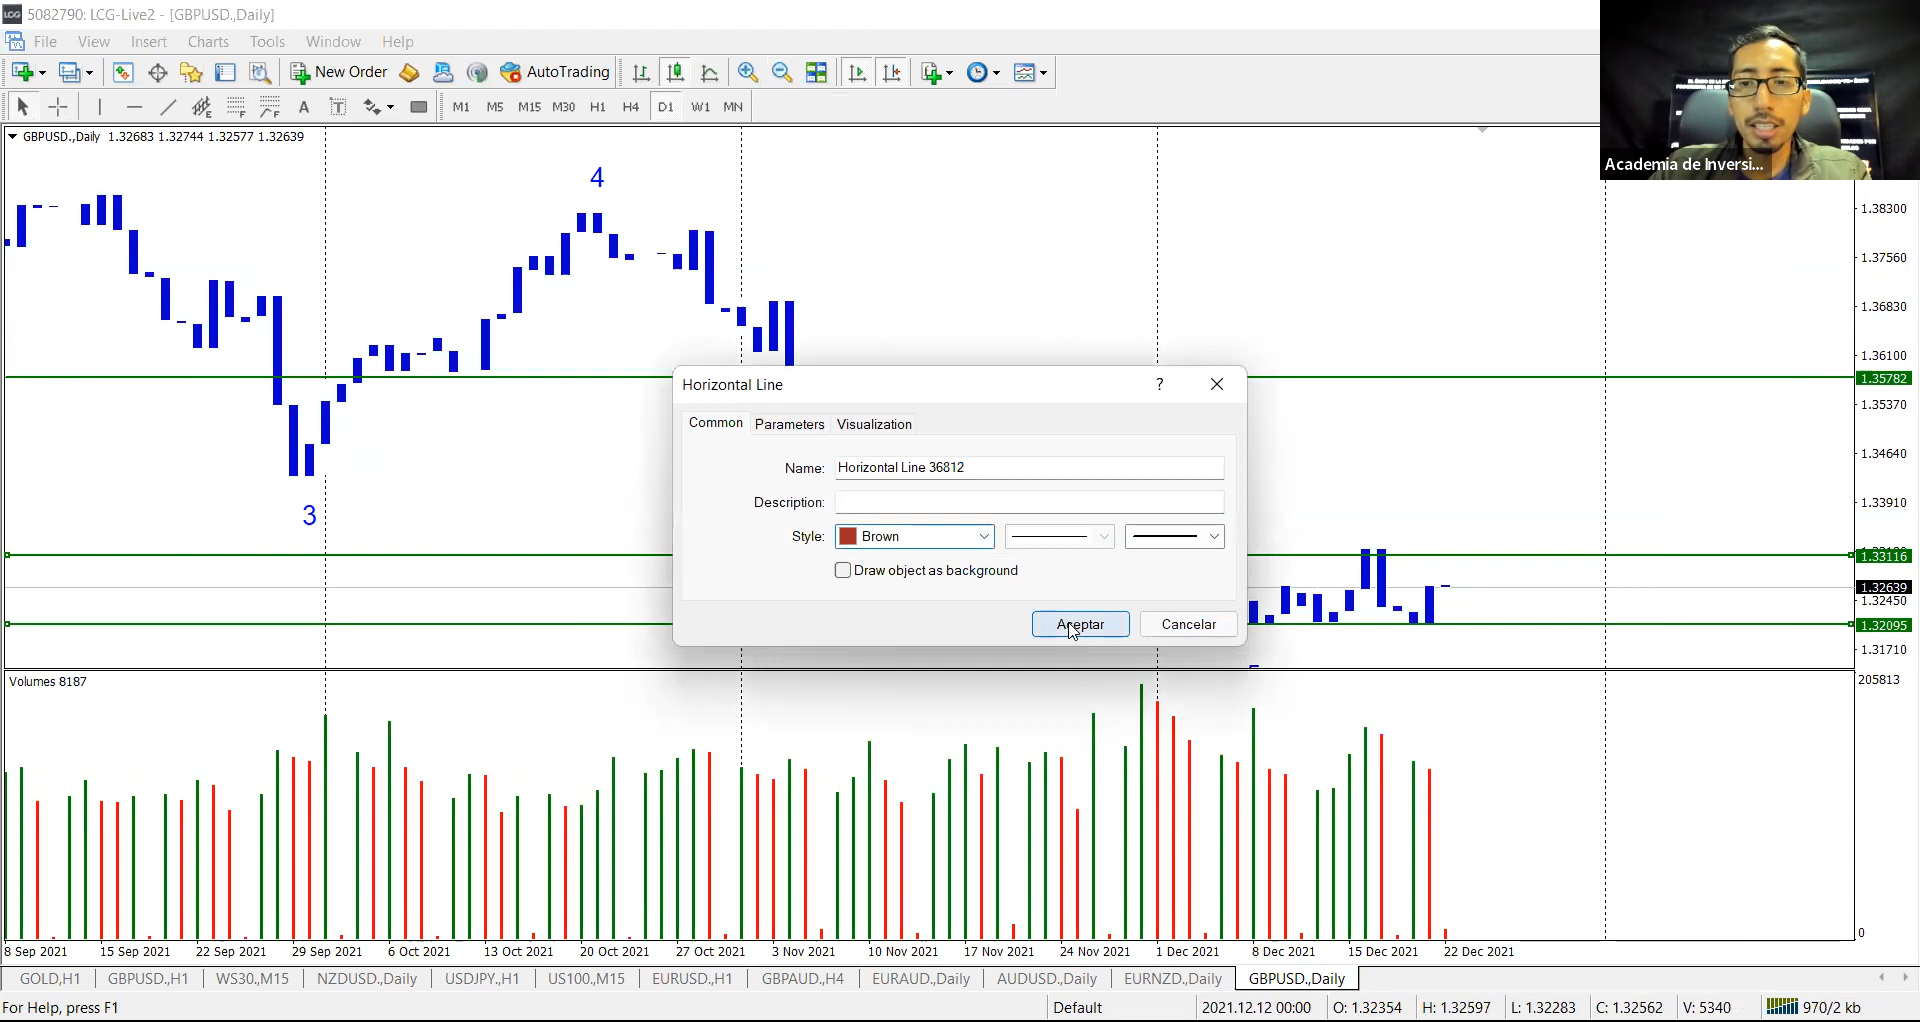 LCG 5082790: LCG-Live2 - [GBPUSD.,Daily]
File View Insert Charts Tools Window Help
New Order AutoTrading
A T M1 M5 M15 M30 H1 H4 D1 W1 MN
Academia de Inversi...
GBPUSD.,Daily 1.32683 1.32744 1.32577 1.32639
4
3
1.38300
1.37560
1.36830
1.36100
1.35782
1.35370
1.34640
1.33910
1.33116
1.32639
1.32450
1.32095
1.31710
Horizontal Line ?
Common Parameters Visualization
Name: Horizontal Line 36812
Description:
Style: Brown
Draw object as background
Aceptar Cancelar
Volumes 8187
205813
0
8 Sep 2021 15 Sep 2021 22 Sep 2021 29 Sep 2021 6 Oct 2021 13 Oct 2021 20 Oct 2021 27 Oct 2021 3 Nov 2021 10 Nov 2021 17 Nov 2021 24 Nov 2021 1 Dec 2021 8 Dec 2021 15 Dec 2021 22 Dec 2021
GOLD,H1 GBPUSD.,H1 WS30.,M15 NZDUSD.,Daily USDJPY.,H1 US100.,M15 EURUSD.,H1 GBPAUD.,H4 EURAUD.,Daily AUDUSD.,Daily EURNZD.,Daily GBPUSD.,Daily
For Help, press F1 Default 2021.12.12 00:00 O: 1.32354 H: 1.32597 L: 1.32283 C: 1.32562 V: 5340 970/2 kb